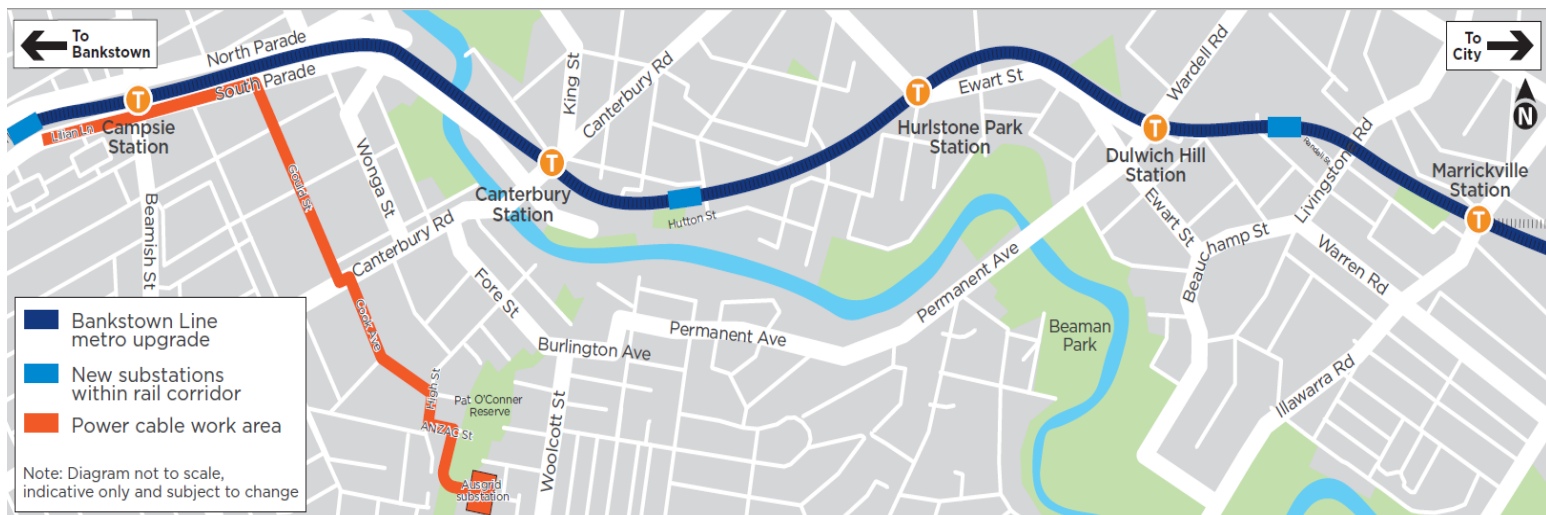 To
Bankstown
North Parade
South Parade
T
Campsie
Station
Lilian Ln
Gould St
Beamish St
Wonga St
Canterbury Rd
Cook Ave
High St
ANZAC St
Pat O'Conner
Reserve
Ausgrid
substation
Fore St
Burlington Ave
Woolcott St
T
Canterbury
Station
King St
Canterbury Rd
Hutton St
Permanent Ave
Permanent Ave
T
Hurlstone Park
Station
Ewart St
Wardell Rd
T
Dulwich Hill
Station
Ewart St
Beauchamp St
Randall St
Livingstone Rd
Warren Rd
Illawarra Rd
Beaman
Park
T
Marrickville
Station
To
City
N
Bankstown Line
metro upgrade
New substations
within rail corridor
Power cable work area
Note: Diagram not to scale,
indicative only and subject to change